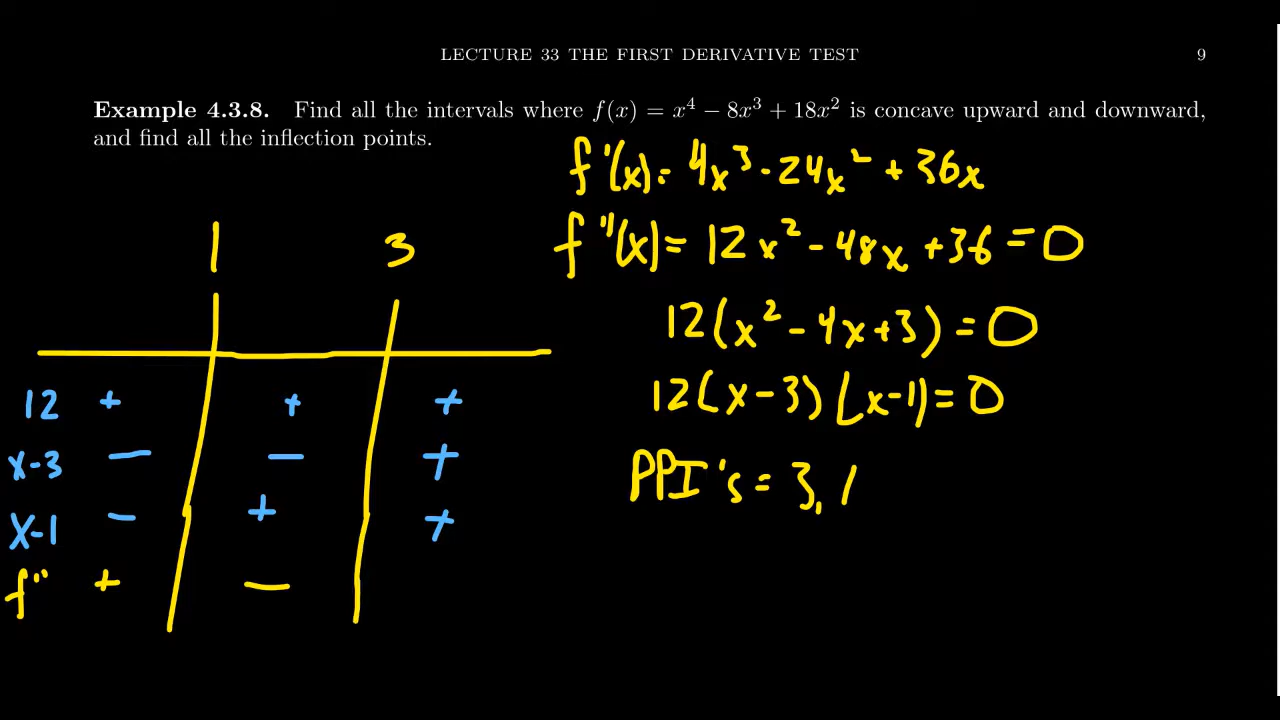 LECTURE 33 THE FIRST DERIVATIVE TEST 9
Example 4.3.8. Find all the intervals where f(x) = x⁴ − 8x³ + 18x² is concave upward and downward,
and find all the inflection points.
f'(x) = 4x³ - 24x² + 36x
f''(x) = 12x² - 48x + 36 = 0
12(x² - 4x + 3) = 0
12(x - 3)(x - 1) = 0
PPI's = 3, 1
1 3
12 + + +
x-3 − − +
x-1 − + +
f'' + −